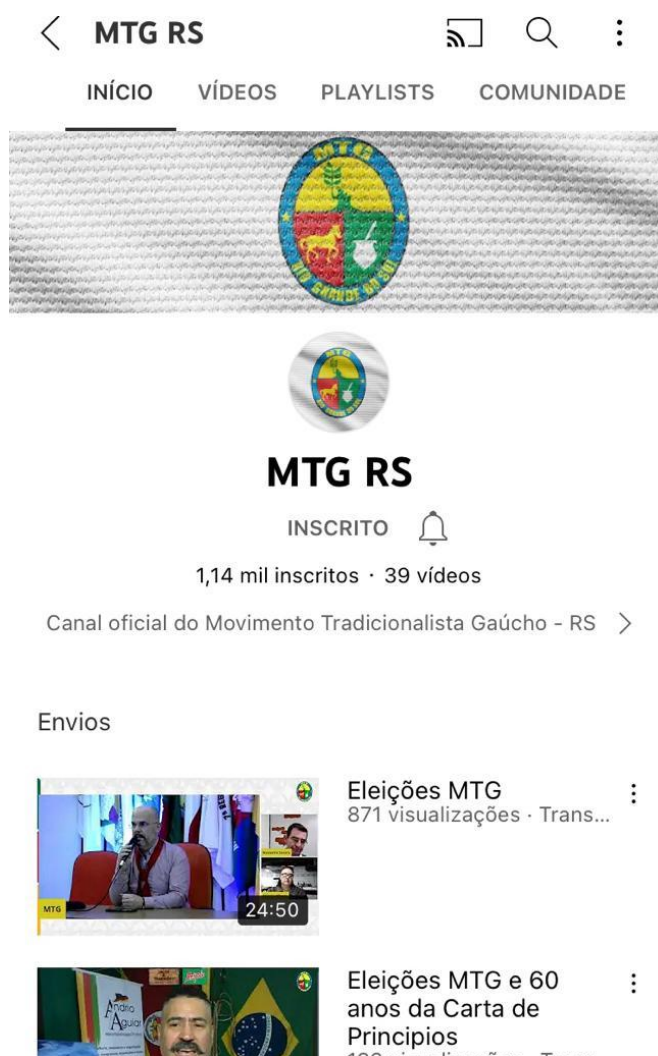 MTG RS
INÍCIO VÍDEOS PLAYLISTS COMUNIDADE
MTG
RIO GRANDE DO SUL
MTG RS
INSCRITO
1,14 mil inscritos · 39 vídeos
Canal oficial do Movimento Tradicionalista Gaúcho - RS
Envios
Eleições MTG
871 visualizações · Trans...
MTG
24:50
Eleições MTG e 60
anos da Carta de
Principios
Andrio
Aguiar